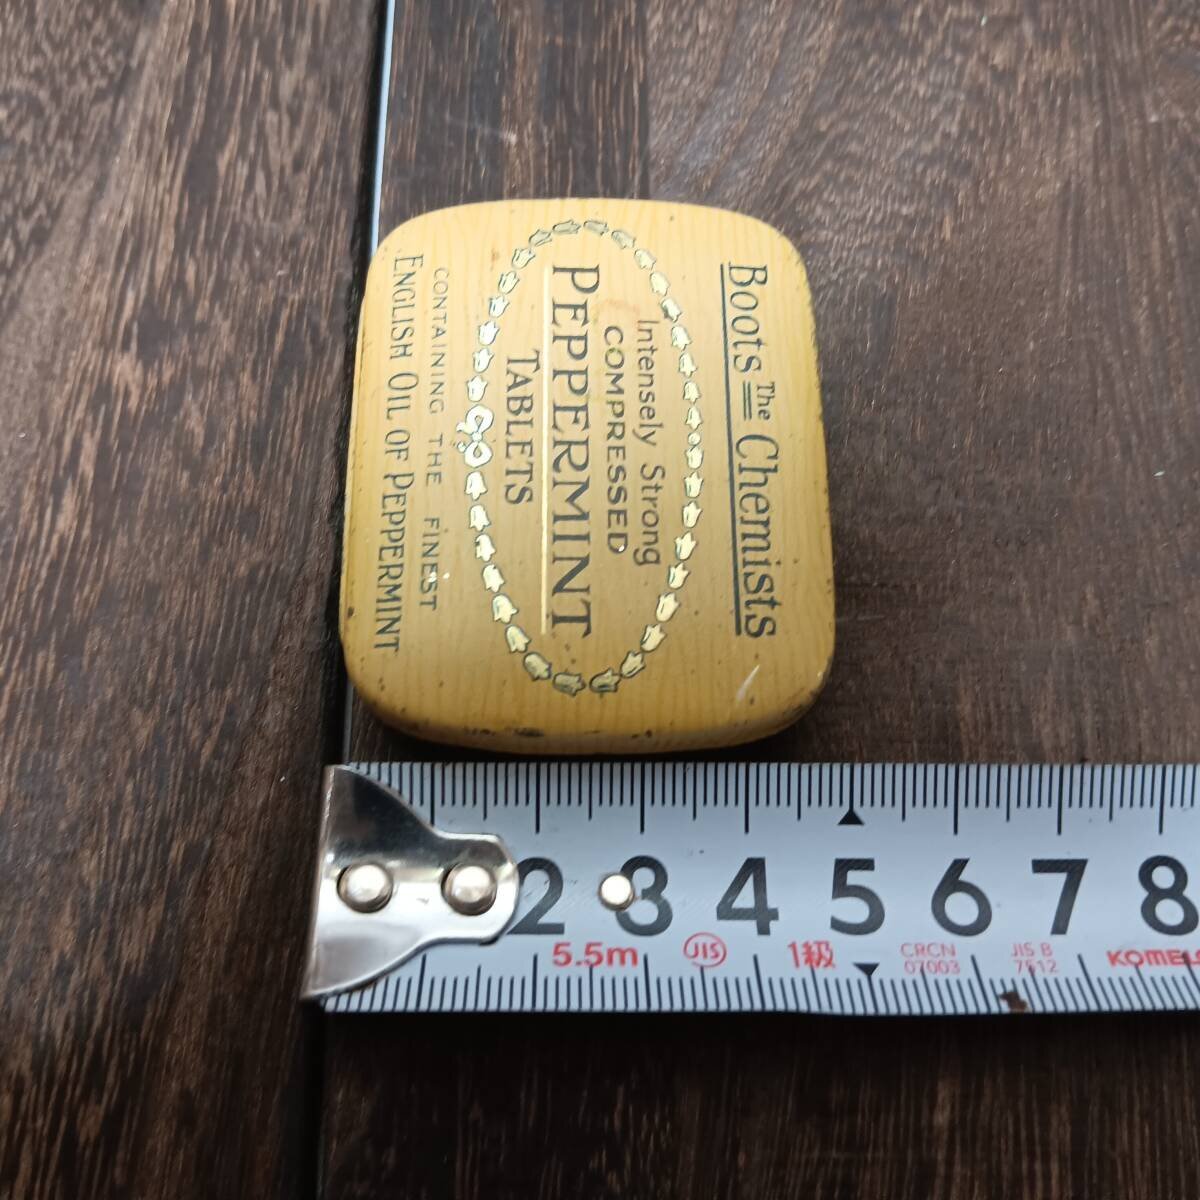 Boots The Chemists
Intensely Strong
COMPRESSED
PEPPERMINT
TABLETS
CONTAINING THE FINEST
ENGLISH OIL OF PEPPERMINT
2 3 4 5 6 7 8
5.5m JIS 1級 CRCN 07003 JIS B 7512 KOMELO